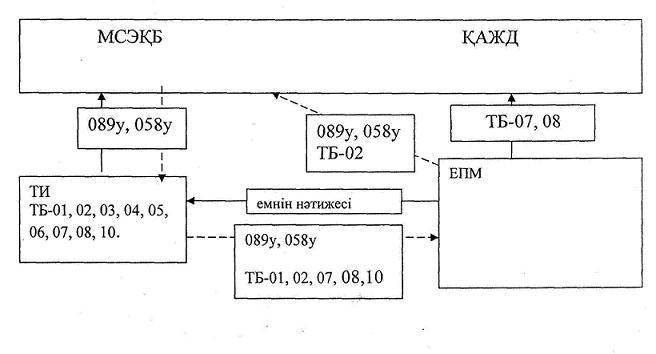 МСЭҚБ ҚАЖД
089у, 058у
089у, 058у
ТБ-02
ТБ-07, 08
ТИ
ТБ-01, 02, 03, 04, 05,
06, 07, 08, 10.
емнін нәтижесі
ЕПМ
089у, 058у
ТБ-01, 02, 07, 08,10